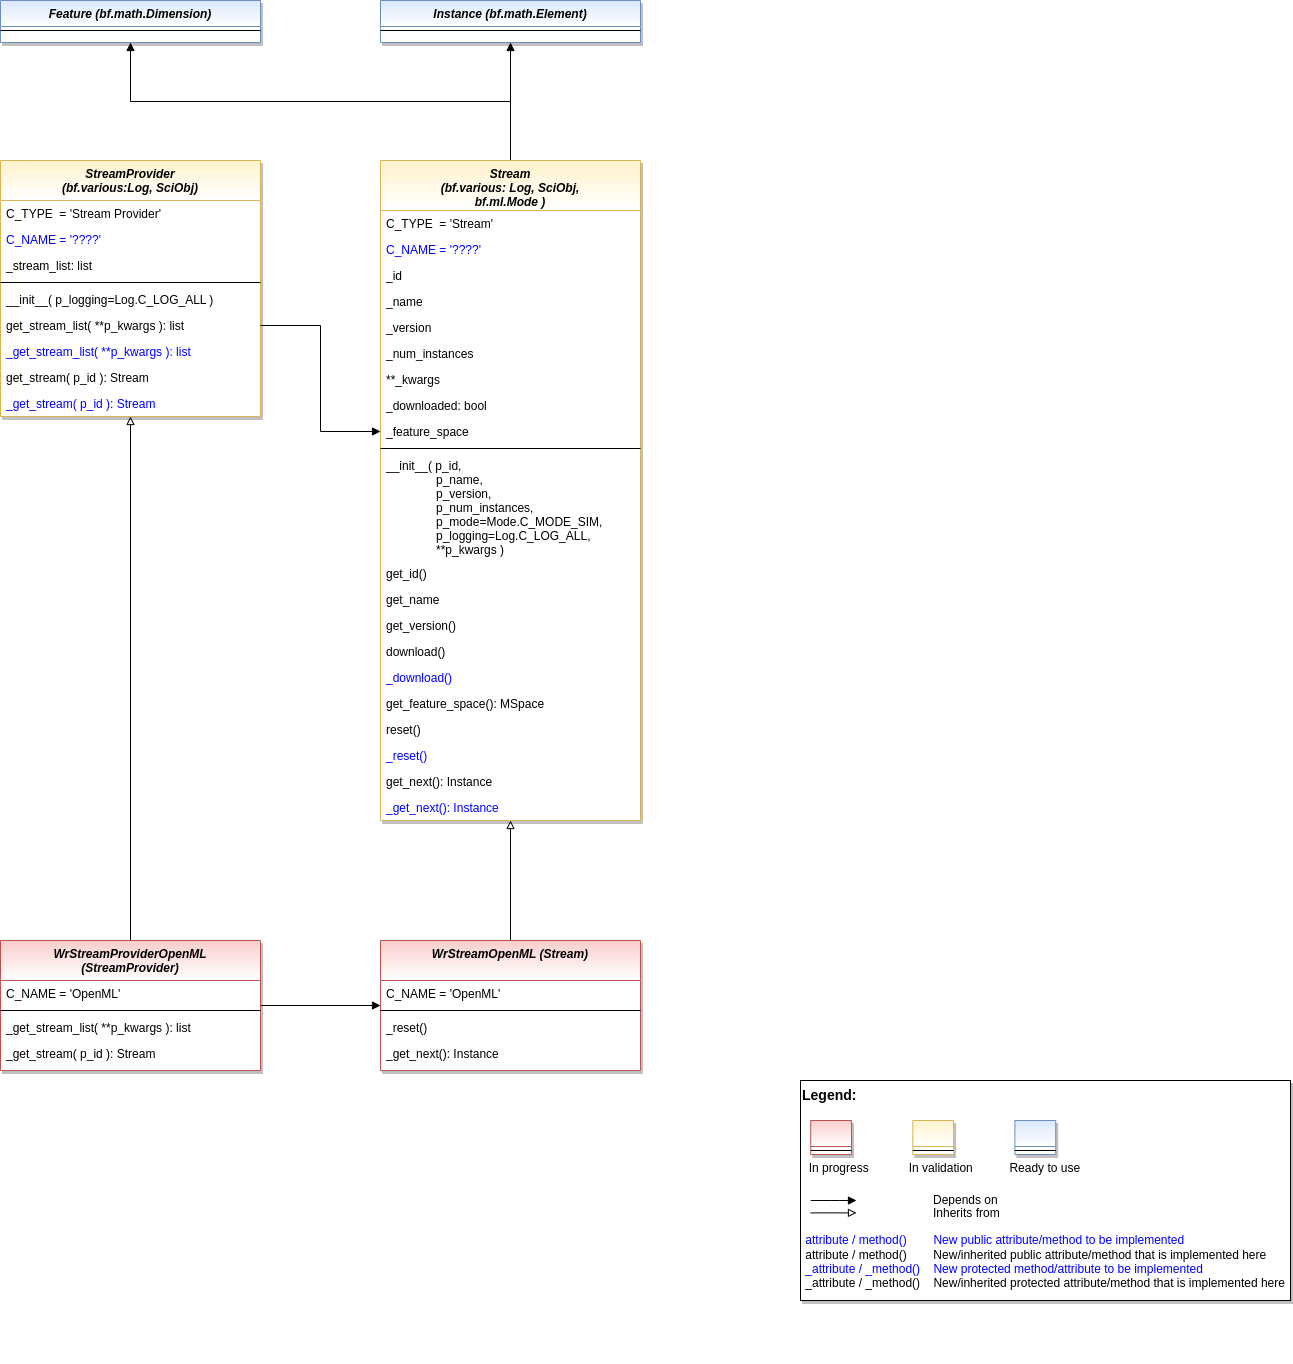 Feature (bf.math.Dimension)
Instance (bf.math.Element)
StreamProvider
(bf.various:Log, SciObj)
C_TYPE  = 'Stream Provider'
C_NAME = '????'
_stream_list: list
__init__( p_logging=Log.C_LOG_ALL )
get_stream_list( **p_kwargs ): list
_get_stream_list( **p_kwargs ): list
get_stream( p_id ): Stream
_get_stream( p_id ): Stream
Stream
(bf.various: Log, SciObj,
bf.ml.Mode )
C_TYPE  = 'Stream'
C_NAME = '????'
_id
_name
_version
_num_instances
**_kwargs
_downloaded: bool
_feature_space
__init__( p_id,
p_name,
p_version,
p_num_instances,
p_mode=Mode.C_MODE_SIM,
p_logging=Log.C_LOG_ALL,
**p_kwargs )
get_id()
get_name
get_version()
download()
_download()
get_feature_space(): MSpace
reset()
_reset()
get_next(): Instance
_get_next(): Instance
WrStreamProviderOpenML
(StreamProvider)
C_NAME = 'OpenML'
_get_stream_list( **p_kwargs ): list
_get_stream( p_id ): Stream
WrStreamOpenML (Stream)
C_NAME = 'OpenML'
_reset()
_get_next(): Instance
Legend:
In progress
In validation
Ready to use
Depends on
Inherits from
attribute / method() New public attribute/method to be implemented
attribute / method() New/inherited public attribute/method that is implemented here
_attribute / _method() New protected method/attribute to be implemented
_attribute / _method() New/inherited protected attribute/method that is implemented here